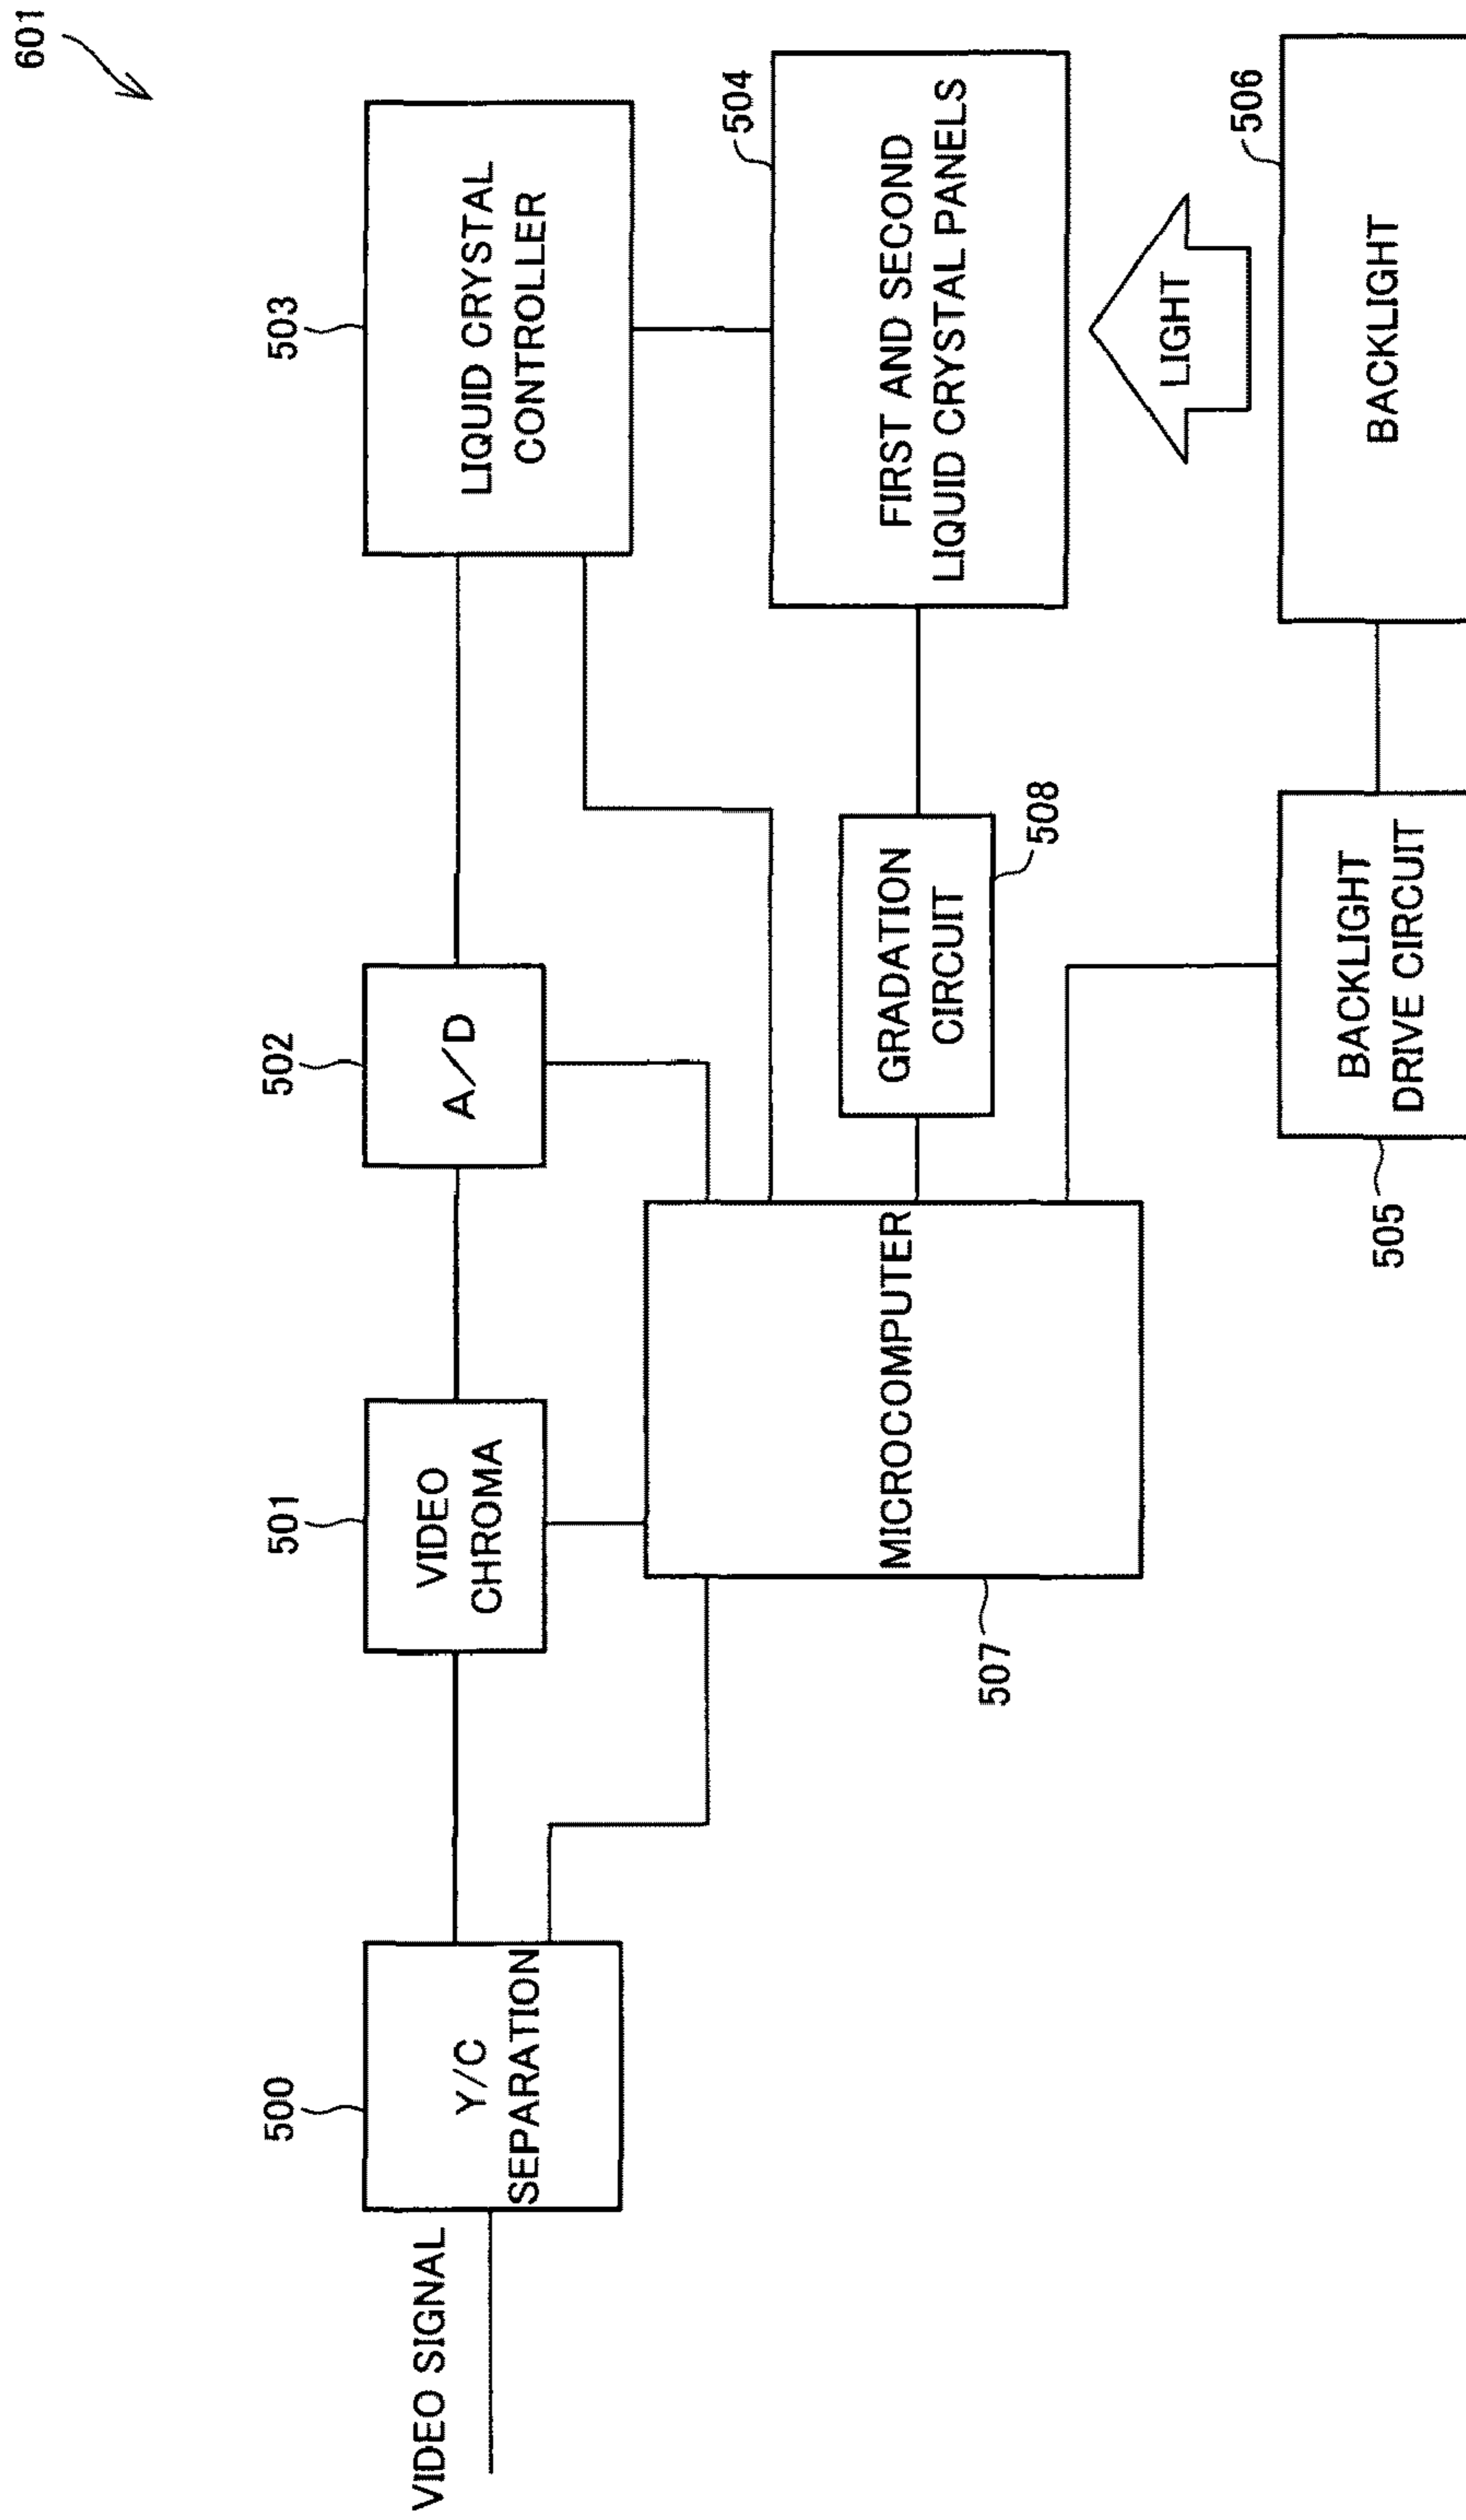 601
500
Y/C
SEPARATION
VIDEO SIGNAL
501
VIDEO
CHROMA
502
A/D
503
LIQUID CRYSTAL
CONTROLLER
504
FIRST AND SECOND
LIQUID CRYSTAL PANELS
MICROCOMPUTER
507
GRADATION
CIRCUIT
508
LIGHT
BACKLIGHT
DRIVE CIRCUIT
505
BACKLIGHT
506